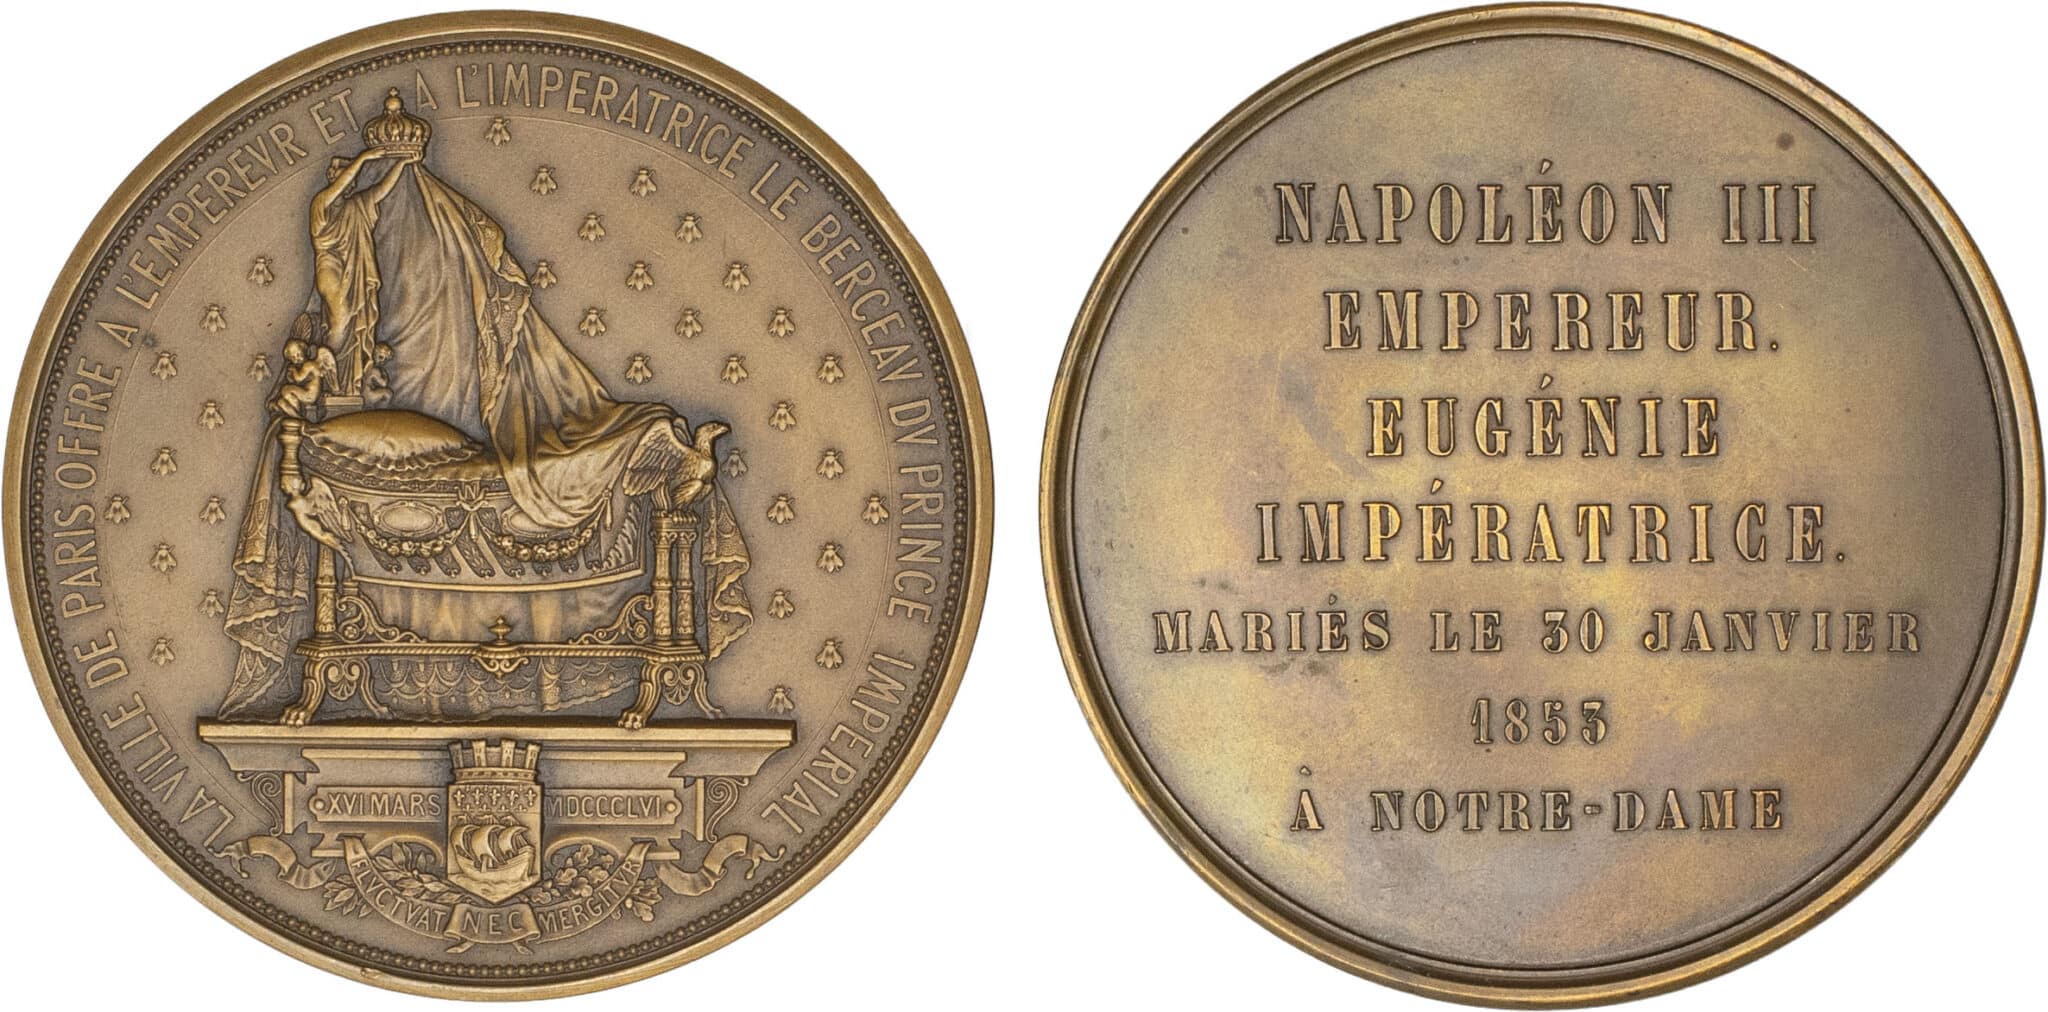 LA VILLE DE PARIS OFFRE A L'EMPEREVR ET A L'IMPERATRICE LE BERCEAV DV PRINCE IMPERIAL
N
XVI MARS MDCCCLVI
FLVCTVAT NEC MERGITVR
NAPOLÉON III
EMPEREUR.
EUGÉNIE
IMPÉRATRICE.
MARIÉS LE 30 JANVIER
1853
À NOTRE-DAME